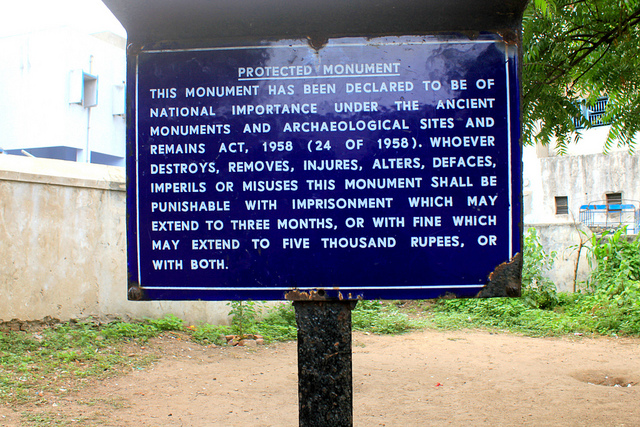 PROTECTED MONUMENT
THIS MONUMENT HAS BEEN DECLARED TO BE OF
NATIONAL IMPORTANCE UNDER THE ANCIENT
MONUMENTS AND ARCHAEOLOGICAL SITES AND
REMAINS ACT, 1958 (24 OF 1958). WHOEVER
DESTROYS, REMOVES, INJURES, ALTERS, DEFACES,
IMPERILS OR MISUSES THIS MONUMENT SHALL BE
PUNISHABLE WITH IMPRISONMENT WHICH MAY
EXTEND TO THREE MONTHS, OR WITH FINE WHICH
MAY EXTEND TO FIVE THOUSAND RUPEES, OR
WITH BOTH.